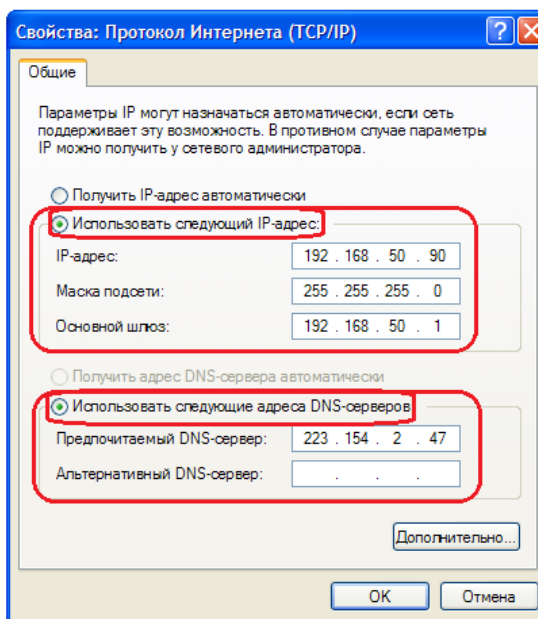 Свойства: Протокол Интернета (TCP/IP)
Общие
Параметры IP могут назначаться автоматически, если сеть
поддерживает эту возможность. В противном случае параметры
IP можно получить у сетевого администратора.
Получить IP-адрес автоматически
Использовать следующий IP-адрес:
IP-адрес: 192 . 168 . 50 . 90
Маска подсети: 255 . 255 . 255 . 0
Основной шлюз: 192 . 168 . 50 . 1
Получить адрес DNS-сервера автоматически
Использовать следующие адреса DNS-серверов
Предпочитаемый DNS-сервер: 223 . 154 . 2 . 47
Альтернативный DNS-сервер: . . .
Дополнительно...
OK Отмена